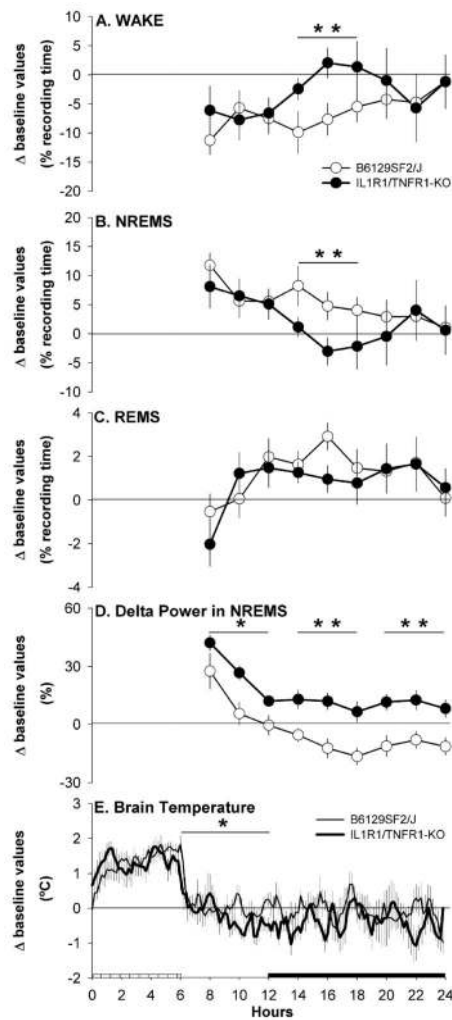 A. WAKE
* *
Δ baseline values
(% recording time)
10
5
0
-5
-10
-15
-20
B6129SF2/J
IL1R1/TNFR1-KO
B. NREMS
* *
Δ baseline values
(% recording time)
20
15
10
5
0
-5
-10
C. REMS
Δ baseline values
(% recording time)
4
2
0
-2
-4
D. Delta Power in NREMS
* * * * *
Δ baseline values
(%)
60
30
0
-30
E. Brain Temperature
B6129SF2/J
IL1R1/TNFR1-KO
*
Δ baseline values
(ºC)
3
2
1
0
-1
-2
0 2 4 6 8 10 12 14 16 18 20 22 24
Hours